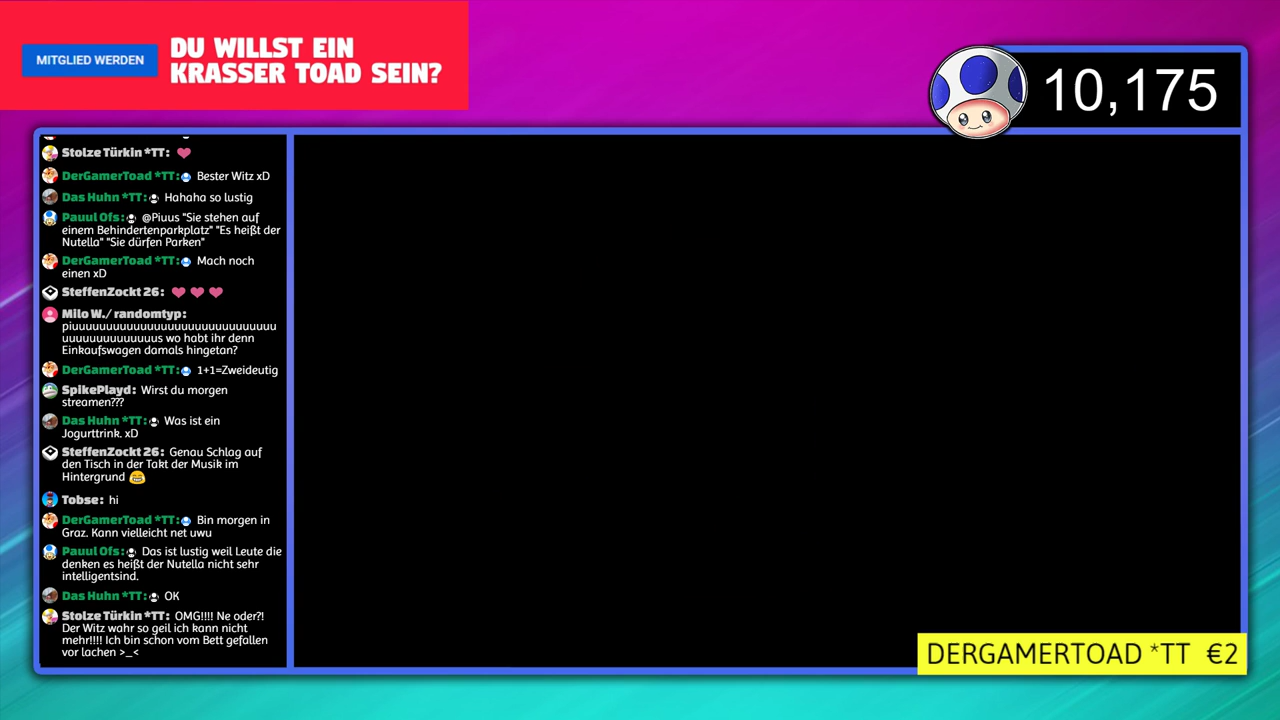 DU WILLST EIN
MITGLIED WERDEN
KRASSER TOAD SEIN?
10,175
Stolze Türkin *TT:
DerGamerToad *TT: Bester Witz xD
Das Huhn *TT: Hahaha so lustig
Pauul Ofs: @Piuus "Sie stehen auf
einem Behindertenparkplatz" "Es heißt der
Nutella" "Sie dürfen Parken"
DerGamerToad *TT: Mach noch
einen xD
SteffenZockt 26:
Milo W./ randomtyp:
piuuuuuuuuuuuuuuuuuuuuuuuuuuuuu
uuuuuuuuuuuuuus wo habt ihr denn
Einkaufswagen damals hingetan?
DerGamerToad *TT: 1+1=Zweideutig
SpikePlayd: Wirst du morgen
streamen???
Das Huhn *TT: Was ist ein
Jogurttrink. xD
SteffenZockt 26: Genau Schlag auf
den Tisch in der Takt der Musik im
Hintergrund
Tobse: hi
DerGamerToad *TT: Bin morgen in
Graz. Kann vielleicht net uwu
Pauul Ofs: Das ist lustig weil Leute die
denken es heißt der Nutella nicht sehr
intelligentsind.
Das Huhn *TT: OK
Stolze Türkin *TT: OMG!!!! Ne oder?!
Der Witz wahr so geil ich kann nicht
mehr!!!! Ich bin schon vom Bett gefallen
vor lachen >_<
DERGAMERTOAD *TT €2